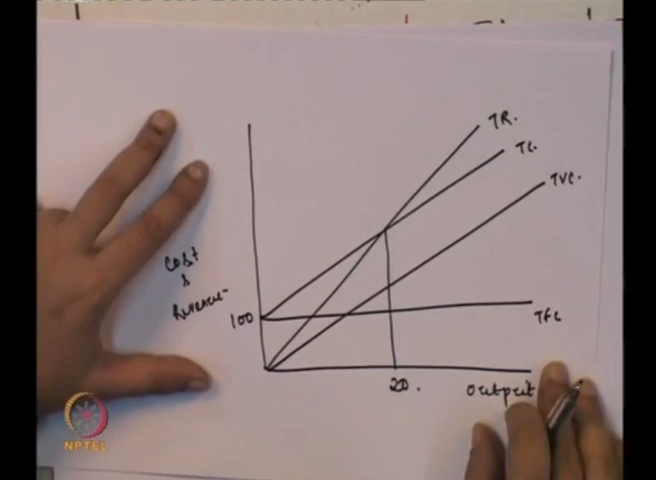 TR.
TC.
TVC.
Cost
&
Revenue
100
TFC
20.
output
NPTEL